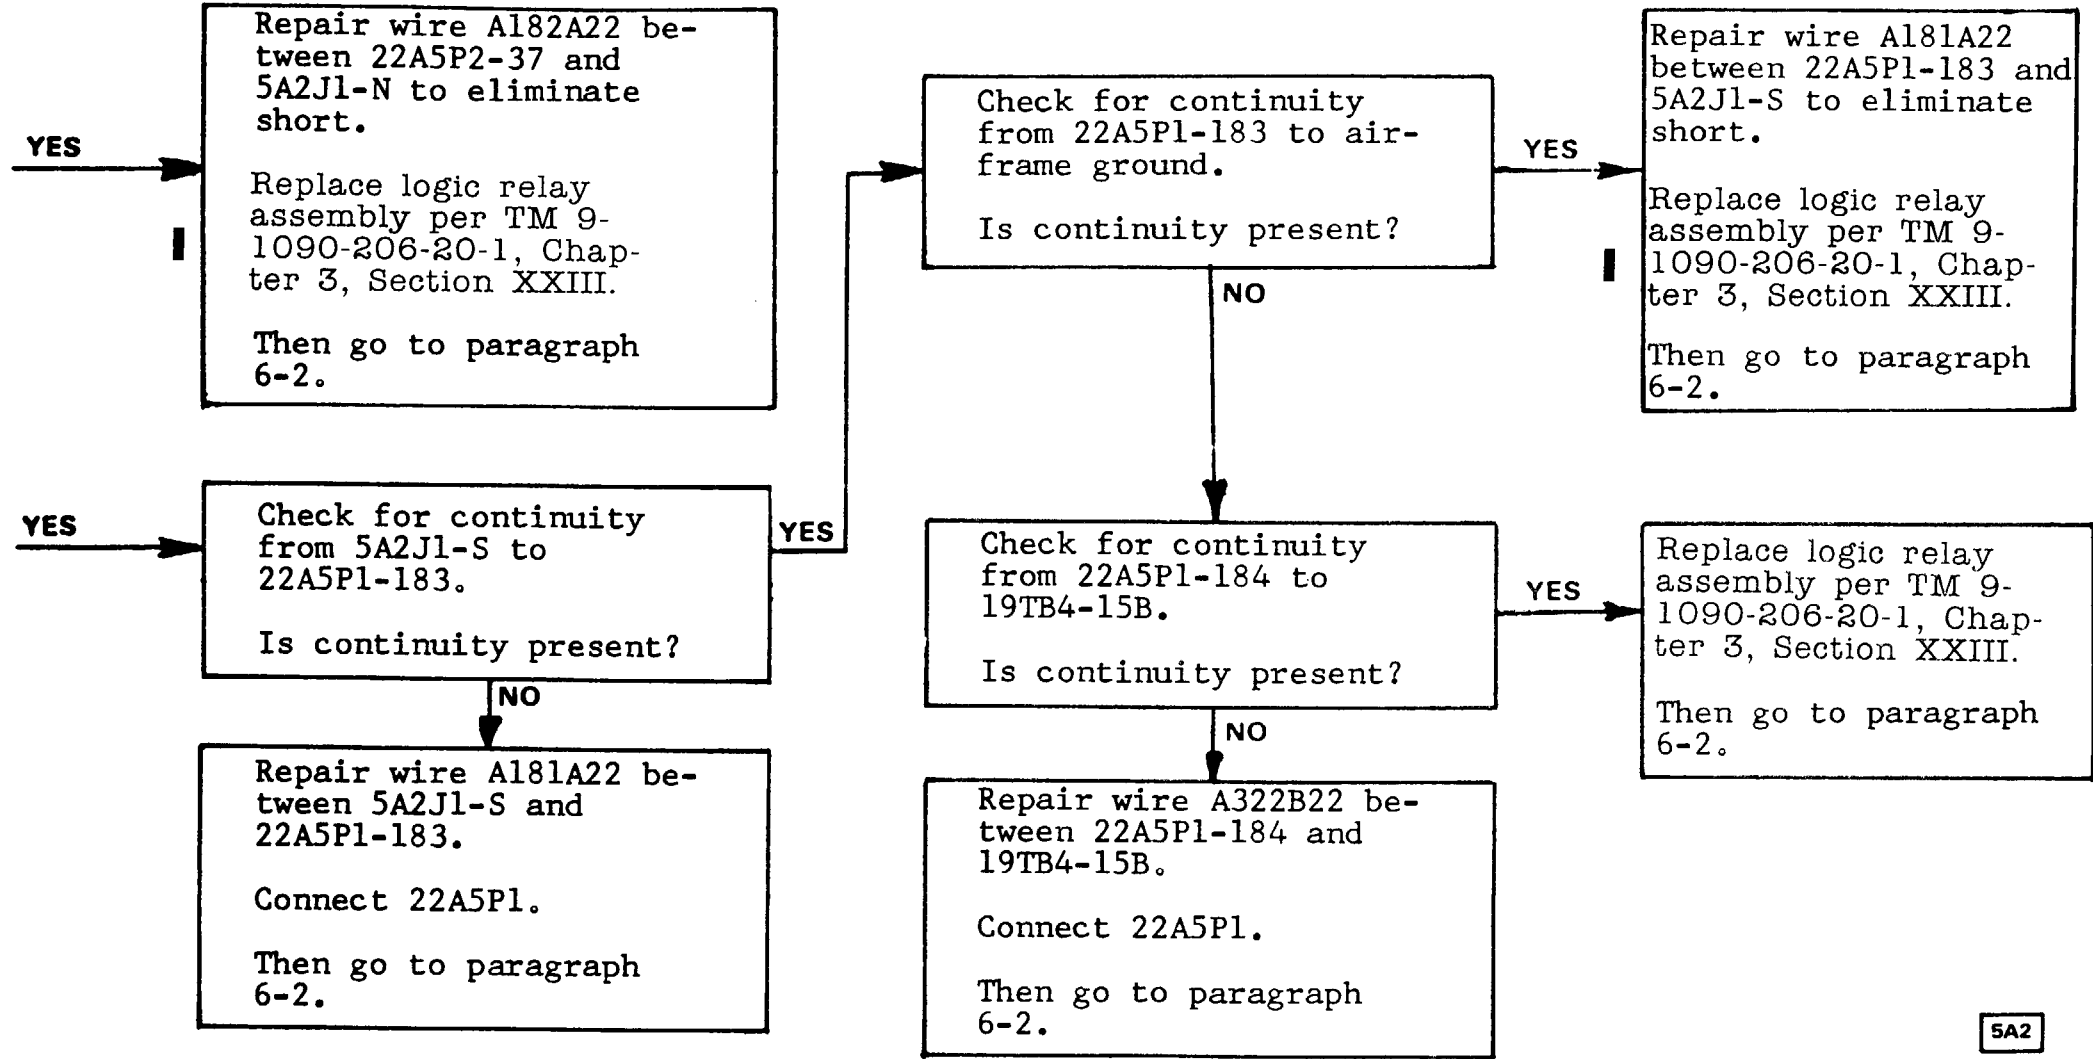 YES
Repair wire A182A22 be-
tween 22A5P2-37 and
5A2J1-N to eliminate
short.
Replace logic relay
assembly per TM 9-
1090-206-20-1, Chap-
ter 3, Section XXIII.
Then go to paragraph
6-2.
YES
Check for continuity
from 5A2J1-S to
22A5P1-183.
Is continuity present?
YES
NO
Repair wire A181A22 be-
tween 5A2J1-S and
22A5P1-183.
Connect 22A5P1.
Then go to paragraph
6-2.
Check for continuity
from 22A5P1-183 to air-
frame ground.
Is continuity present?
YES
NO
Repair wire A181A22
between 22A5P1-183 and
5A2J1-S to eliminate
short.
Replace logic relay
assembly per TM 9-
1090-206-20-1, Chap-
ter 3, Section XXIII.
Then go to paragraph
6-2.
Check for continuity
from 22A5P1-184 to
19TB4-15B.
Is continuity present?
YES
NO
Replace logic relay
assembly per TM 9-
1090-206-20-1, Chap-
ter 3, Section XXIII.
Then go to paragraph
6-2.
Repair wire A322B22 be-
tween 22A5P1-184 and
19TB4-15B.
Connect 22A5P1.
Then go to paragraph
6-2.
5A2